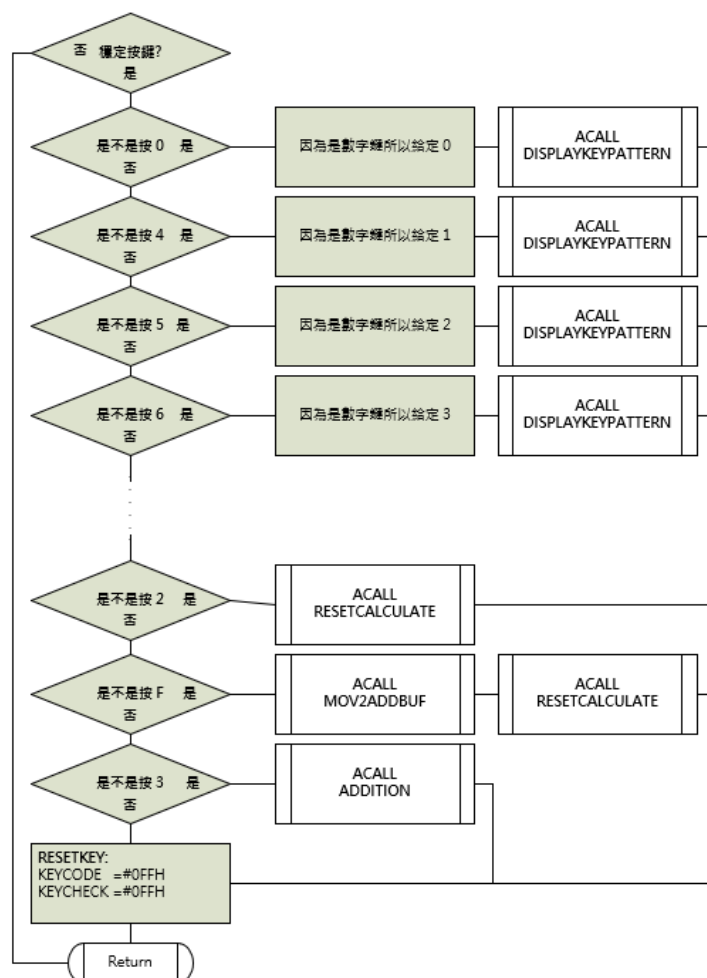 否 穩定按鍵?
是
是不是按 0 是
否
因為是數字鍵所以給定 0
ACALL
DISPLAYKEYPATTERN
是不是按 4 是
否
因為是數字鍵所以給定 1
ACALL
DISPLAYKEYPATTERN
是不是按 5 是
否
因為是數字鍵所以給定 2
ACALL
DISPLAYKEYPATTERN
是不是按 6 是
否
因為是數字鍵所以給定 3
ACALL
DISPLAYKEYPATTERN
是不是按 2 是
否
ACALL
RESETCALCULATE
是不是按 F 是
否
ACALL
MOV2ADDBUF
ACALL
RESETCALCULATE
是不是按 3 是
否
ACALL
ADDITION
RESETKEY:
KEYCODE =#0FFH
KEYCHECK =#0FFH
Return